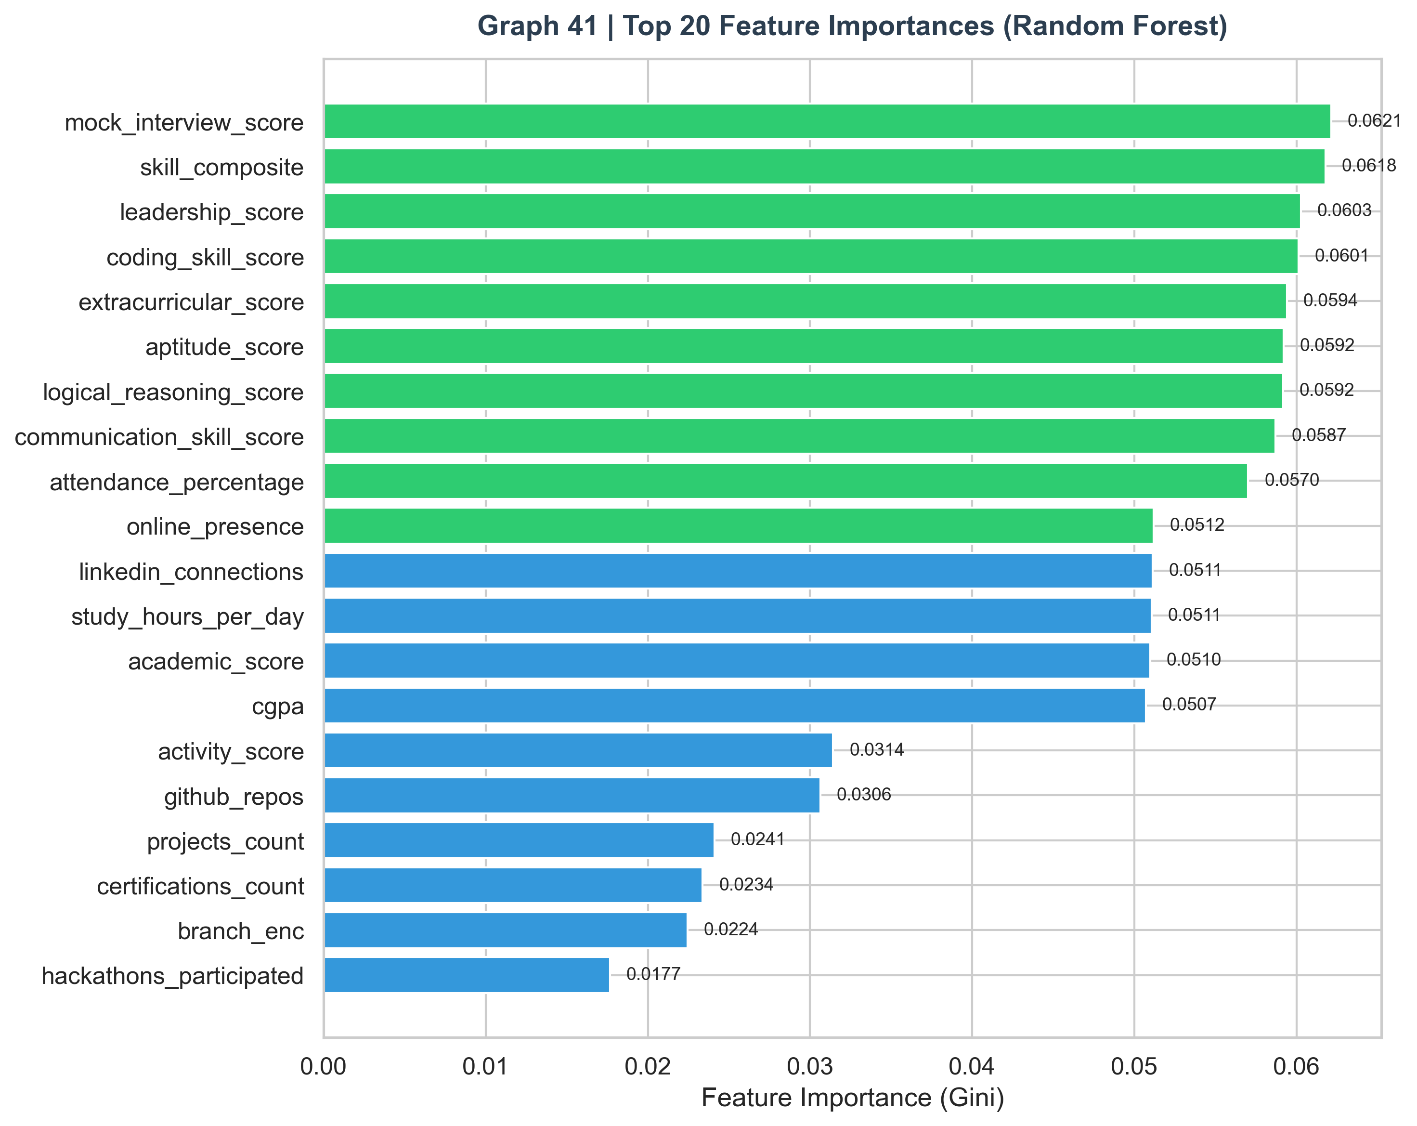 Graph 41 | Top 20 Feature Importances (Random Forest)
mock_interview_score 0.0621
skill_composite 0.0618
leadership_score 0.0603
coding_skill_score 0.0601
extracurricular_score 0.0594
aptitude_score 0.0592
logical_reasoning_score 0.0592
communication_skill_score 0.0587
attendance_percentage 0.0570
online_presence 0.0512
linkedin_connections 0.0511
study_hours_per_day 0.0511
academic_score 0.0510
cgpa 0.0507
activity_score 0.0314
github_repos 0.0306
projects_count 0.0241
certifications_count 0.0234
branch_enc 0.0224
hackathons_participated 0.0177
0.00 0.01 0.02 0.03 0.04 0.05 0.06
Feature Importance (Gini)